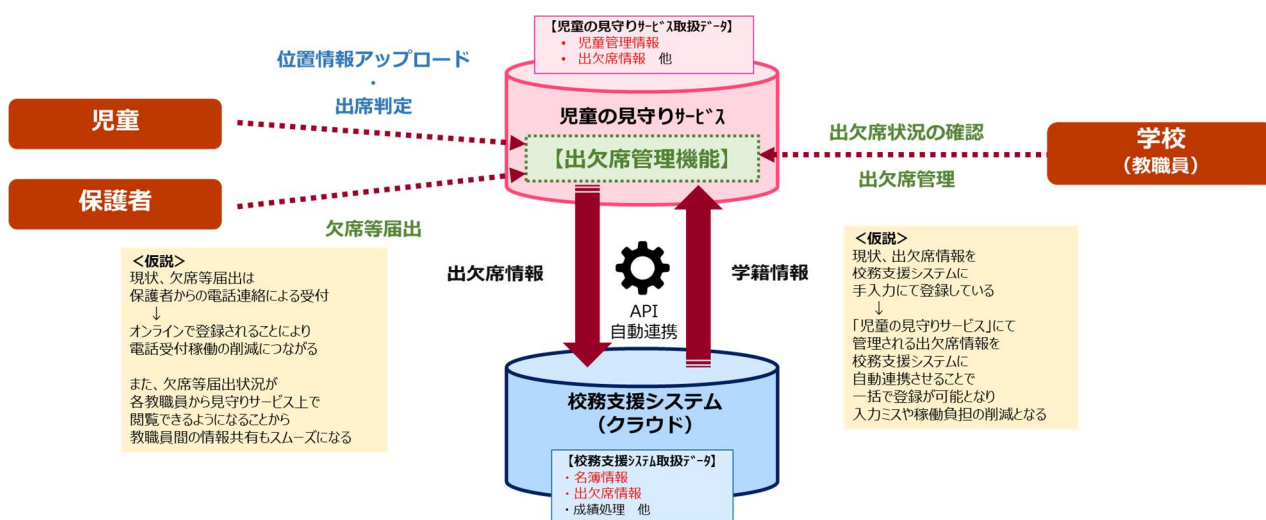 【児童の見守りサービス取扱データ】
• 児童管理情報
• 出欠席情報 他
位置情報アップロード
・
出席判定
児童
児童の見守りサービス
【出欠席管理機能】
出欠席状況の確認
出欠席管理
学校
(教職員)
保護者
欠席等届出
<仮説>
現状、欠席等届出は
保護者からの電話連絡による受付
↓
オンラインで登録されることにより
電話受付稼働の削減につながる
また、欠席等届出状況が
各教職員から見守りサービス上で
閲覧できるようになることから
教職員間の情報共有もスムーズになる
出欠席情報
API
自動連携
学籍情報
<仮説>
現状、出欠席情報を
校務支援システムに
手入力にて登録している
↓
「児童の見守りサービス」にて
管理される出欠席情報を
校務支援システムに
自動連携させることで
一括で登録が可能となり
入力ミスや稼働負担の削減となる
校務支援システム
(クラウド)
【校務支援システム取扱データ】
・名簿情報
・出欠席情報
・成績処理 他